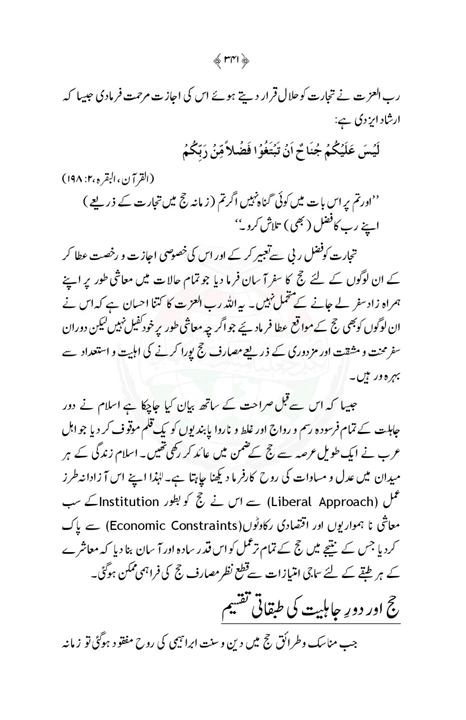 ﴿۳۴۱﴾
رب العزت نے تجارت کو حلال قرار دیتے ہوئے اس کی اجازت مرحمت فرمادی جیسا کہ
ارشاد ایزدی ہے:
لَيْسَ عَلَيْكُمْ جُنَاحٌ اَنْ تَبْتَغُوْا فَضْلاً مِّنْ رَبِّكُمْ
(القرآن، البقرہ، ۲: ۱۹۸)
’’اور تم پر اس بات میں کوئی گناہ نہیں اگر تم (زمانہ حج میں تجارت کے ذریعے)
اپنے رب کا فضل (بھی) تلاش کرو۔‘‘
تجارت کو فضل ربی سے تعبیر کر کے اور اس کی خصوصی اجازت و رخصت عطا کر
کے ان لوگوں کے لئے حج کا سفر آسان فرما دیا جو تمام حالات میں معاشی طور پر اپنے
ہمراہ زاد سفر لے جانے کے متحمل نہیں۔ یہ اللہ رب العزت کا کتنا احسان ہے کہ اس نے
ان لوگوں کو بھی حج کے مواقع عطا فرما دیئے جو اگر چہ معاشی طور پر خود کفیل نہیں لیکن دوران
سفر محنت و مشقت اور مزدوری کے ذریعے مصارف حج پورا کرنے کی اہلیت و استعداد سے
بہرہ ور ہیں۔
جیسا کہ اس سے قبل صراحت کے ساتھ بیان کیا جاچکا ہے اسلام نے دور
جاہلت کے تمام فرسودہ رسم و رواج اور غلط و ناروا پابندیوں کو یک قلم موقوف کر دیا جو اہل
عرب نے ایک طویل عرصہ سے حج کے ضمن میں عائد کر رکھی تھیں۔ اسلام زندگی کے ہر
میدان میں عدل و مساوات کی روح کارفرما دیکھنا چاہتا ہے۔ لہٰذا اپنے اس آزادانہ طرز
عمل (Liberal Approach) سے اس نے حج کو بطور Institution کے سب
معاشی نا ہمواریوں اور اقتصادی رکاوٹوں (Economic Constraints) سے پاک
کردیا جس کے نتیجے میں حج کے تمام تر عمل کو اس قدر سادہ اور آسان بنا دیا کہ معاشرے
کے ہر طبقے کے لئے سماجی امتیازات سے قطع نظر مصارف حج کی فراہمی ممکن ہوگئی۔
حج اور دورِ جاہلیت کی طبقاتی تقسیم
جب مناسک و طرائق حج میں دین و سنت ابراہیمی کی روح مفقود ہوگئی تو زمانہ